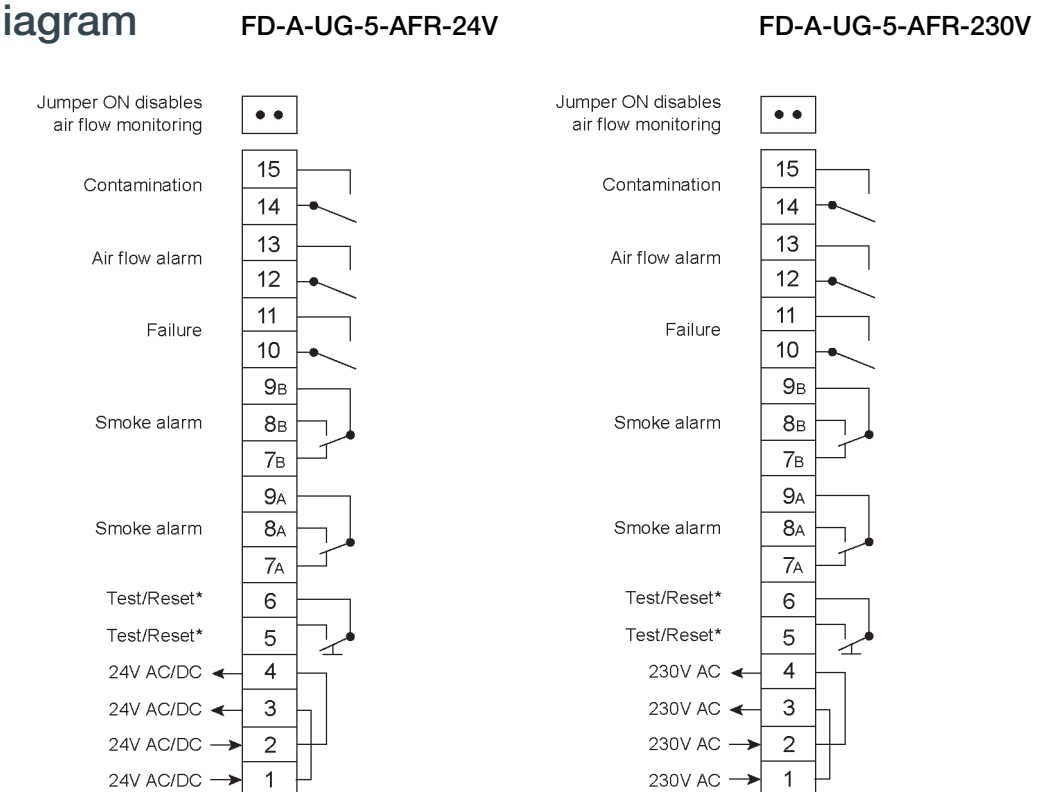 iagram
FD-A-UG-5-AFR-24V
Jumper ON disables
air flow monitoring
Contamination
15
14
Air flow alarm
13
12
Failure
11
10
Smoke alarm
9B
8B
7B
Smoke alarm
9A
8A
7A
Test/Reset* 6
Test/Reset* 5
24V AC/DC 4
24V AC/DC 3
24V AC/DC 2
24V AC/DC 1
FD-A-UG-5-AFR-230V
Jumper ON disables
air flow monitoring
Contamination
15
14
Air flow alarm
13
12
Failure
11
10
Smoke alarm
9B
8B
7B
Smoke alarm
9A
8A
7A
Test/Reset* 6
Test/Reset* 5
230V AC 4
230V AC 3
230V AC 2
230V AC 1